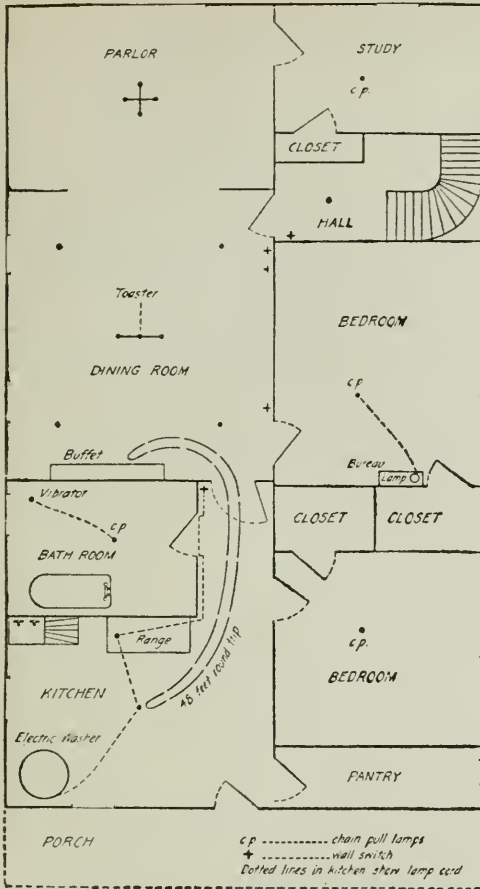 PARLOR
STUDY
c.p.
CLOSET
HALL
Toaster
DINING ROOM
BEDROOM
c.p.
Buffet
Bureau
Lamp
Vibrator
c.p.
CLOSET
CLOSET
BATH ROOM
Range
c.p.
48 feet round trip
KITCHEN
BEDROOM
Electric Washer
PANTRY
PORCH
c p ---------- chain pull lamps
+ ---------- wall switch
Dotted lines in kitchen show lamp cord